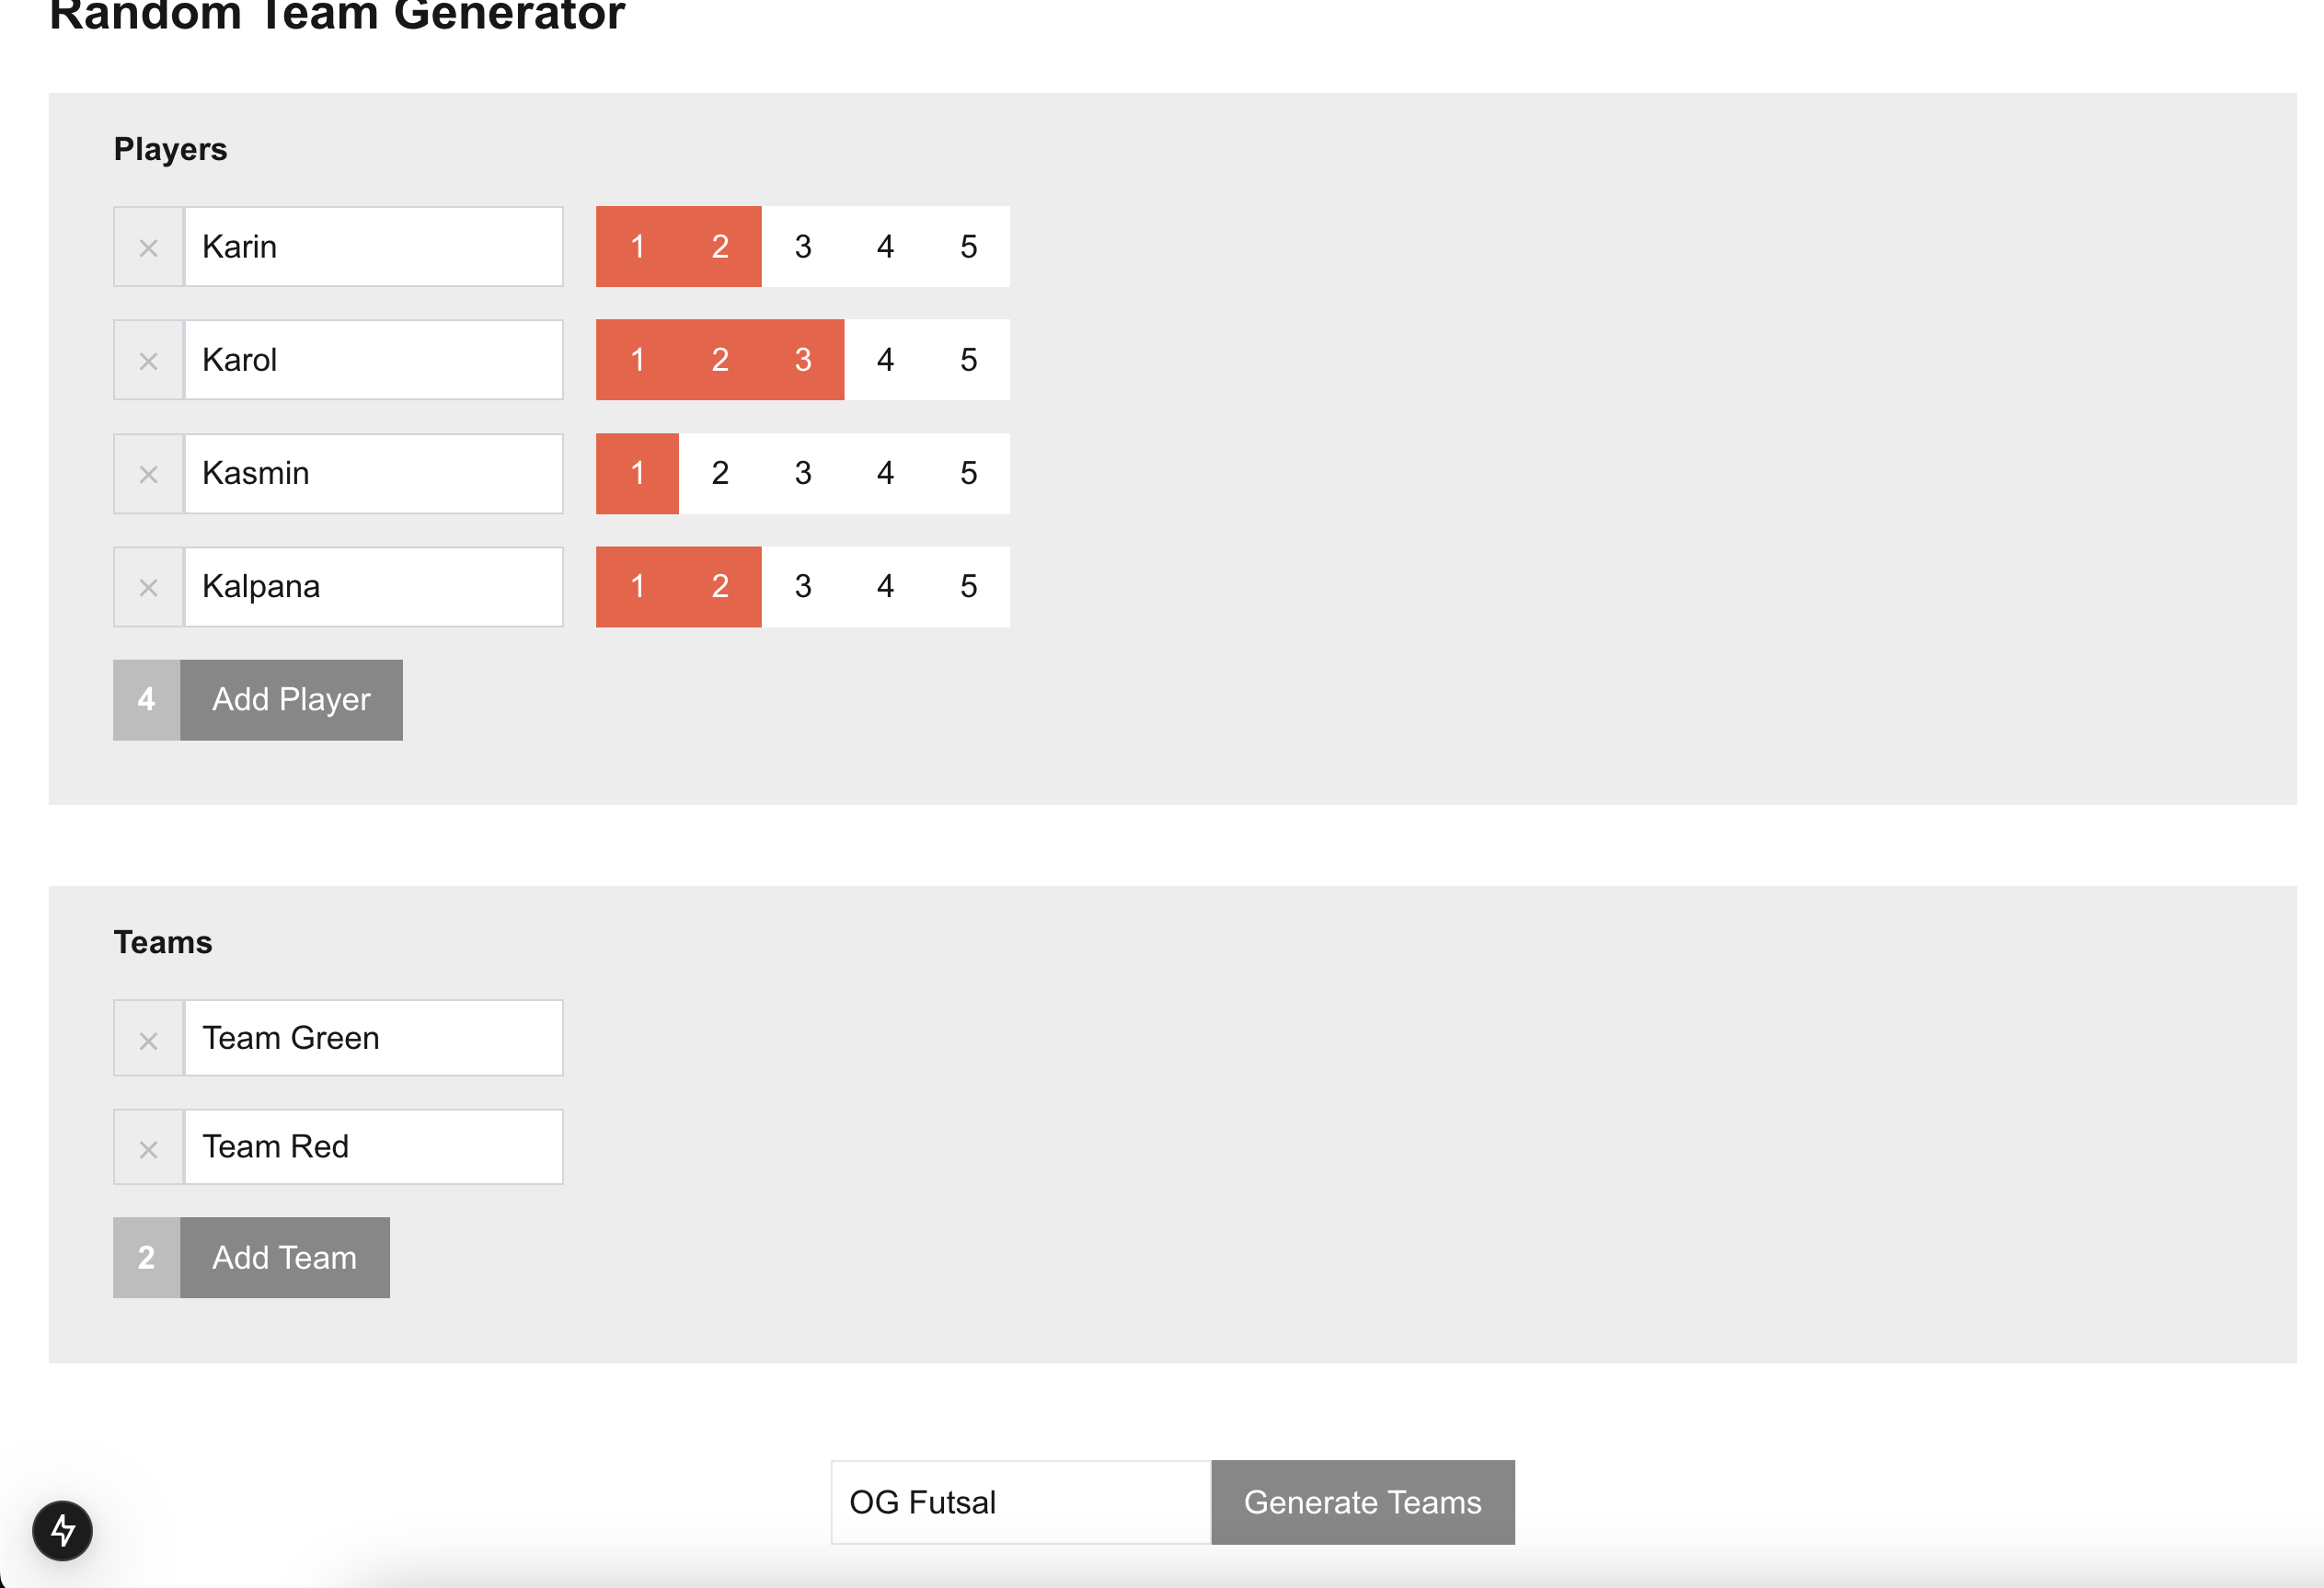 Random Team Generator
Players
× Karin 1 2 3 4 5
× Karol 1 2 3 4 5
× Kasmin 1 2 3 4 5
× Kalpana 1 2 3 4 5
4 Add Player
Teams
× Team Green
× Team Red
2 Add Team
OG Futsal Generate Teams